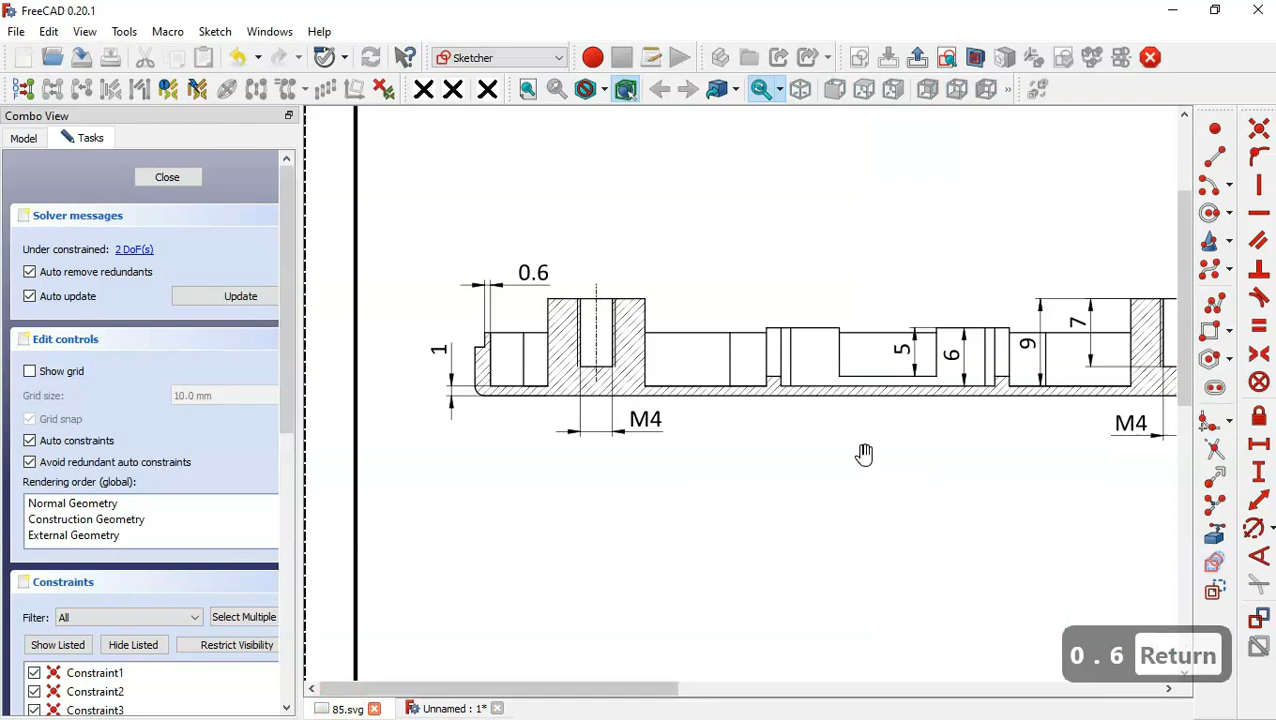 FreeCAD 0.20.1
File Edit View Tools Macro Sketch Windows Help
Sketcher
Combo View
Model Tasks
Close
Solver messages
Under constrained: 2 DoF(s)
Auto remove redundants
Auto update Update
Edit controls
Show grid
Grid size: 10.0 mm
Grid snap
Auto constraints
Avoid redundant auto constraints
Rendering order (global):
Normal Geometry
Construction Geometry
External Geometry
Constraints
Filter: All Select Multiple
Show Listed Hide Listed Restrict Visibility
Constraint1
Constraint2
Constraint3
0.6
1
M4
5
6
9
7
M4
0 . 6 Return
85.svg Unnamed : 1*